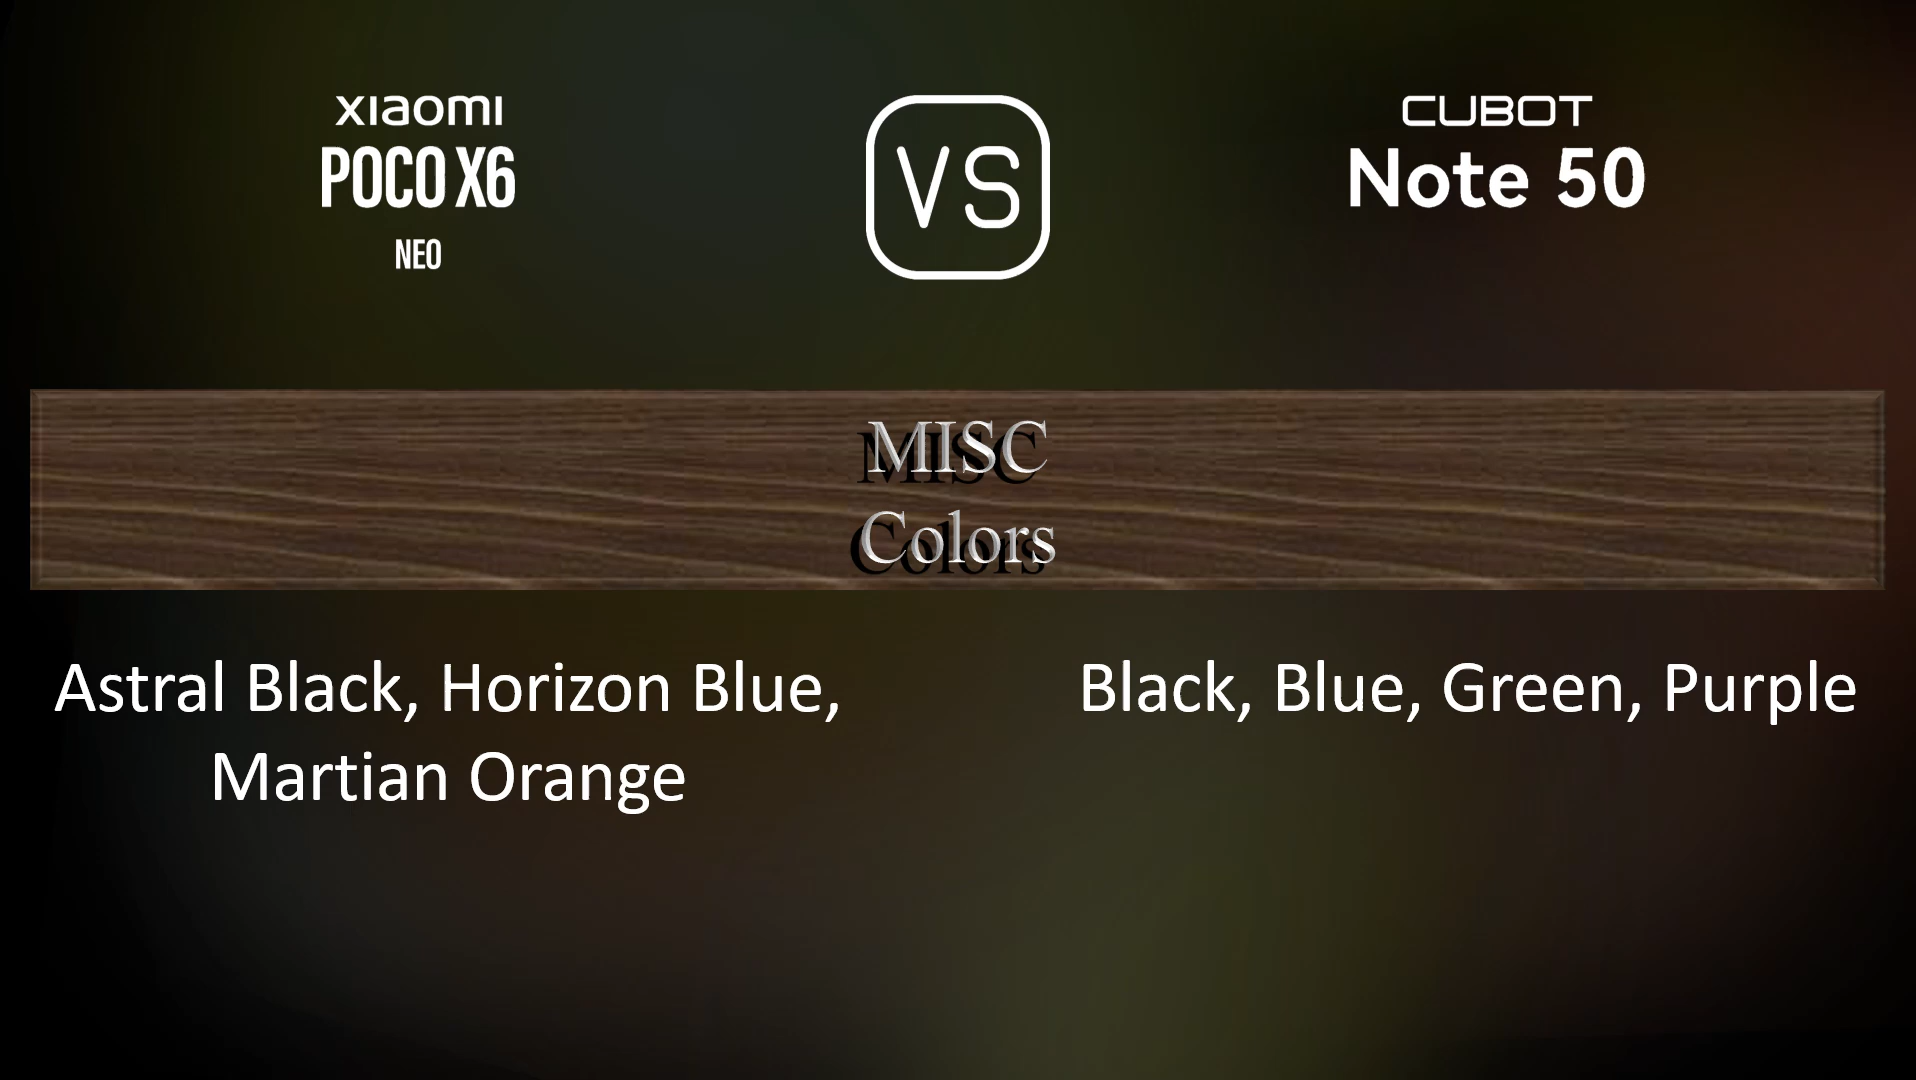 xiaomi
POCO X6
NEO
VS
CUBOT
Note 50
MISC
Colors
Astral Black, Horizon Blue,
Martian Orange
Black, Blue, Green, Purple